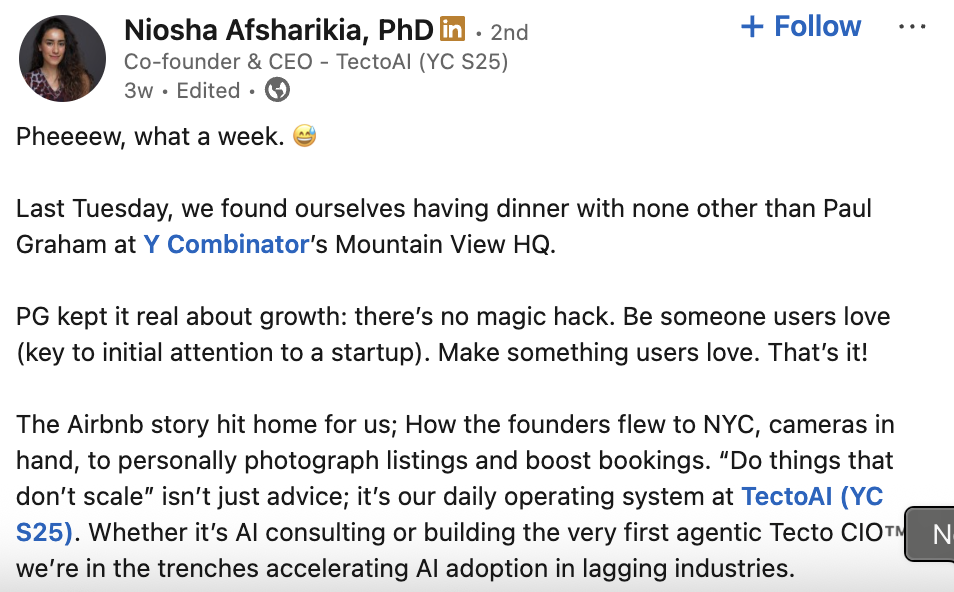 Niosha Afsharikia, PhD in • 2nd
+ Follow ...
Co-founder & CEO - TectoAI (YC S25)
3w • Edited •
Pheeeew, what a week. 😅
Last Tuesday, we found ourselves having dinner with none other than Paul
Graham at Y Combinator’s Mountain View HQ.
PG kept it real about growth: there’s no magic hack. Be someone users love
(key to initial attention to a startup). Make something users love. That’s it!
The Airbnb story hit home for us; How the founders flew to NYC, cameras in
hand, to personally photograph listings and boost bookings. “Do things that
don’t scale” isn’t just advice; it’s our daily operating system at TectoAI (YC
S25). Whether it’s AI consulting or building the very first agentic Tecto CIO™
we’re in the trenches accelerating AI adoption in lagging industries.